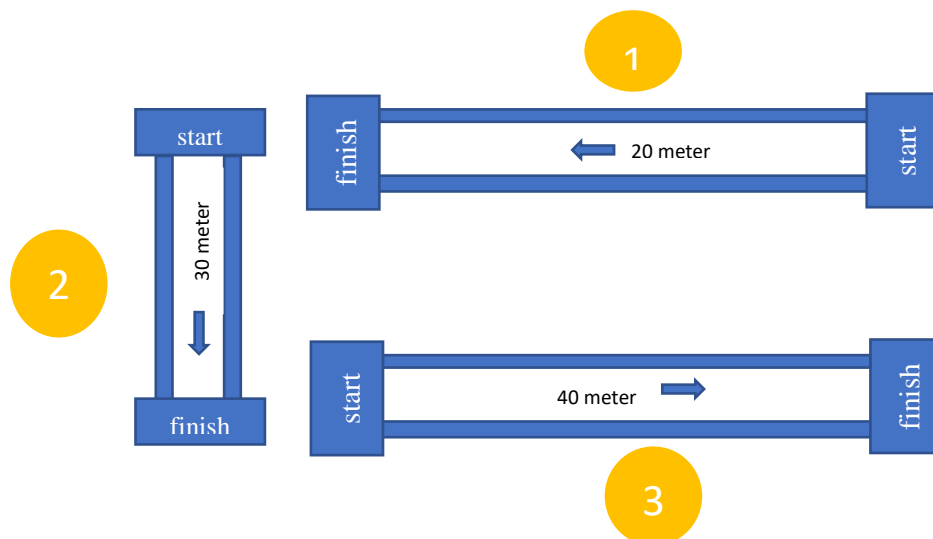 1
finish
20 meter
start
start
30 meter
finish
2
start
40 meter
finish
3